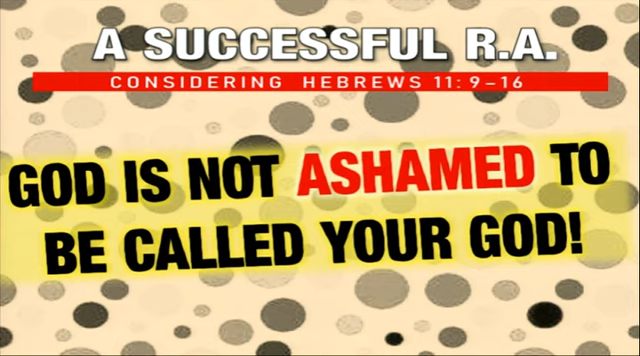 A SUCCESSFUL R.A.
CONSIDERING HEBREWS 11: 9-16
GOD IS NOT ASHAMED TO
BE CALLED YOUR GOD!